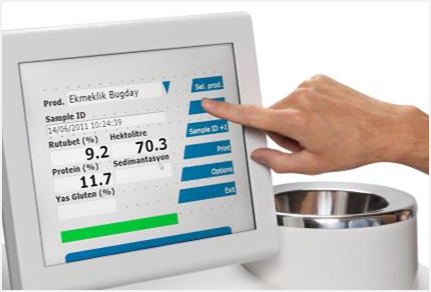 Prod. Ekmeklik Bugday
Sel. prod.
Sample ID
14/06/2011 10:24:39
Sample ID +1
Rutubet (%) Hektolitre
9.2 70.3
Print
Protein (%) Sedimantasyon
11.7
Options
Yas Gluten (%)
Exit